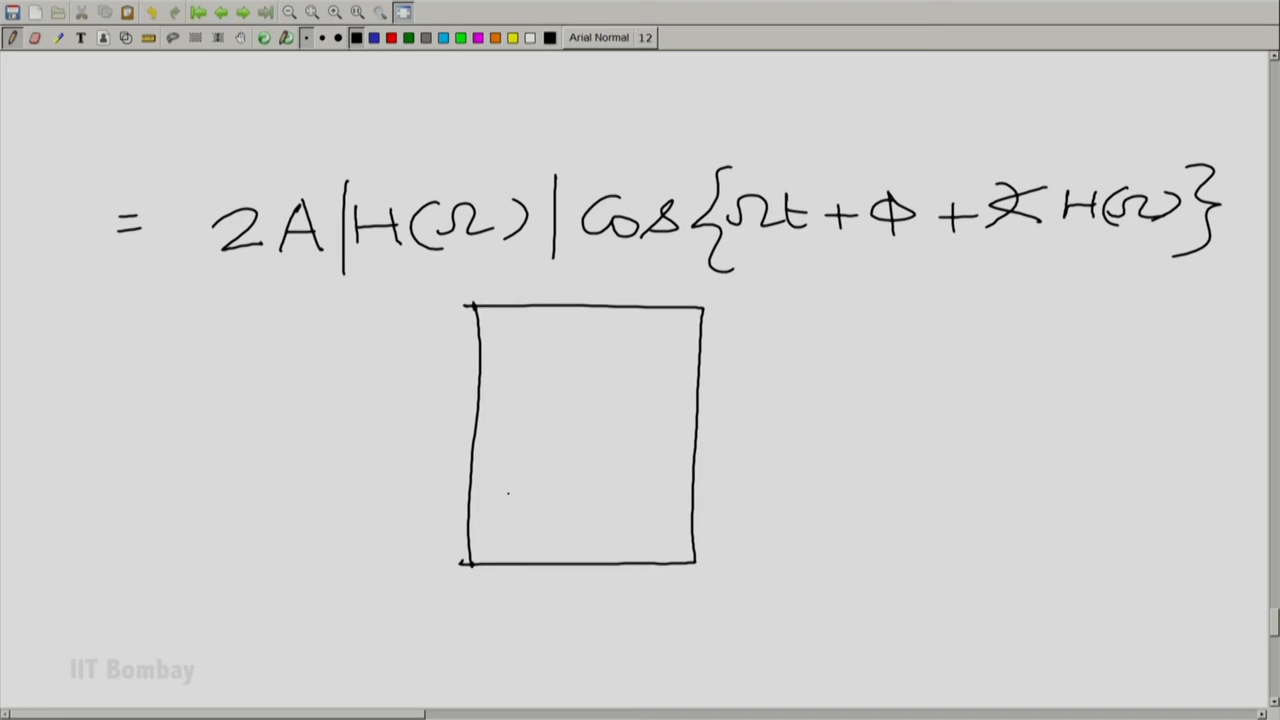 Arial Normal 12
= 2A|H(Ω)| Cos{Ωt + Φ + ∡ H(Ω)}
IIT Bombay